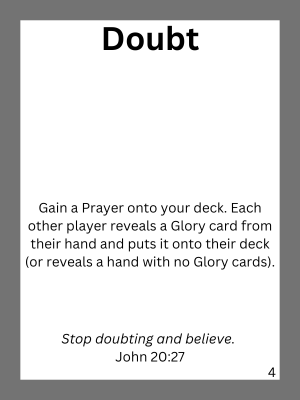 Doubt
Gain a Prayer onto your deck. Each
other player reveals a Glory card from
their hand and puts it onto their deck
(or reveals a hand with no Glory cards).
Stop doubting and believe.
John 20:27
4